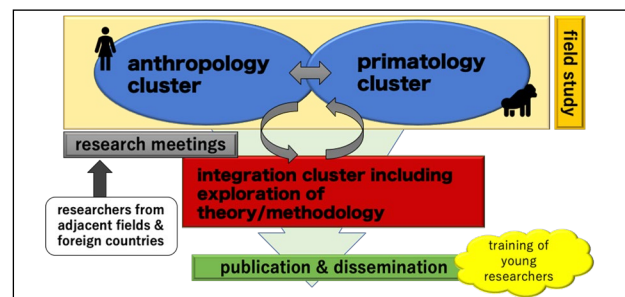 anthropology
cluster
primatology
cluster
field study
research meetings
integration cluster including
exploration of
theory/methodology
researchers from
adjacent fields &
foreign countries
publication & dissemination
training of
young
researchers